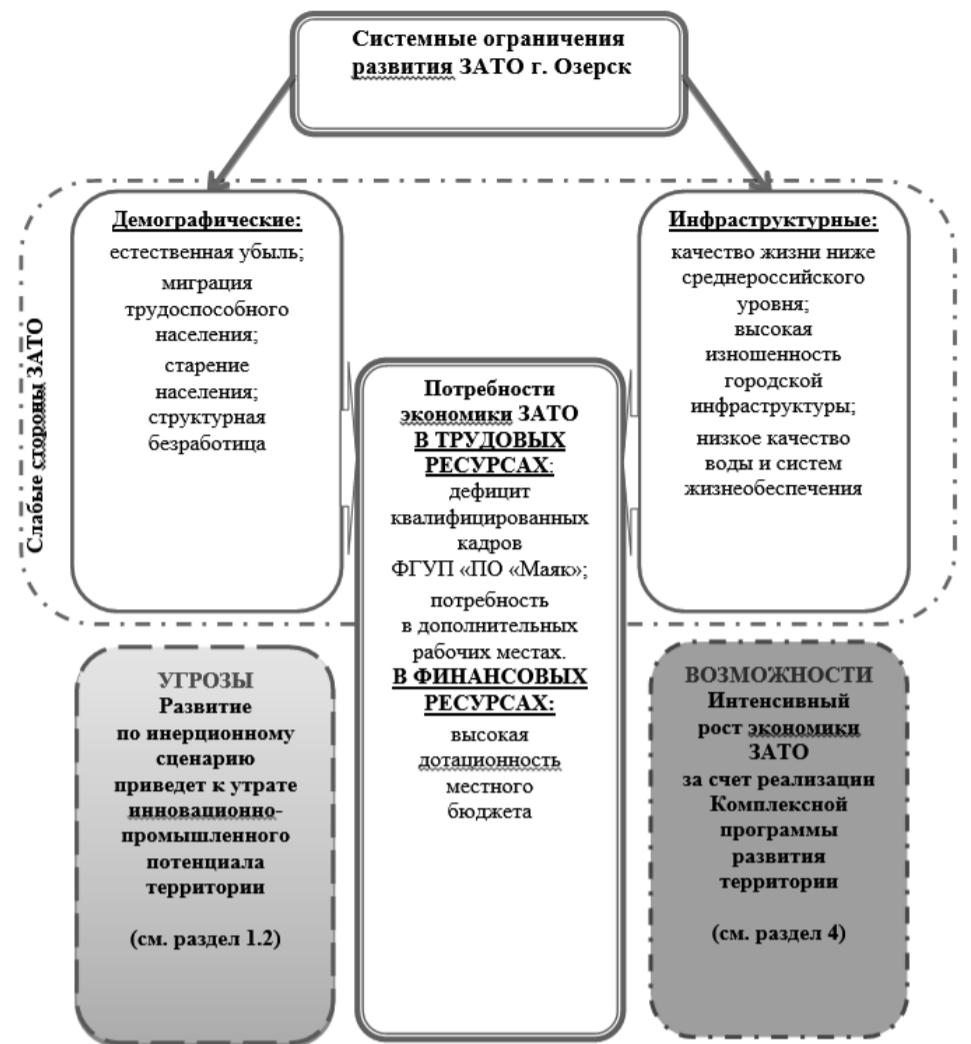 Системные ограничения
развития ЗАТО г. Озерск
Слабые стороны ЗАТО
Демографические:
естественная убыль;
миграция
трудоспособного
населения;
старение
населения;
структурная
безработица
Потребности
экономики ЗАТО
В ТРУДОВЫХ
РЕСУРСАХ:
дефицит
квалифицированных
кадров
ФГУП «ПО «Маяк»;
потребность
в дополнительных
рабочих местах.
В ФИНАНСОВЫХ
РЕСУРСАХ:
высокая
дотационность
местного
бюджета
Инфраструктурные:
качество жизни ниже
среднероссийского
уровня;
высокая
изношенность
городской
инфраструктуры;
низкое качество
воды и систем
жизнеобеспечения
УГРОЗЫ
Развитие
по инерционному
сценарию
приведет к утрате
инновационно-
промышленного
потенциала
территории
(см. раздел 1.2)
ВОЗМОЖНОСТИ
Интенсивный
рост экономики
ЗАТО
за счет реализации
Комплексной
программы
развития
территории
(см. раздел 4)